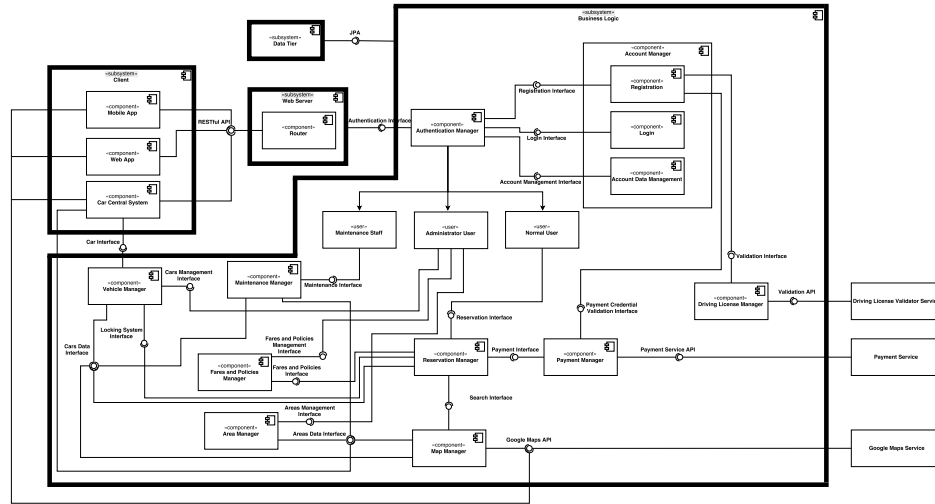 «subsystem»
Business Logic
«subsystem»
Data Tier
JPA
«component»
Account Manager
«subsystem»
Client
«component»
Registration
Registration Interface
«component»
Mobile App
RESTful API
«subsystem»
Web Server
«component»
Router
Authentication Interface
«component»
Authentication Manager
«component»
Login
Login Interface
«component»
Web App
«component»
Account Data Management
Account Management Interface
«component»
Car Central System
«user»
Maintenance Staff
«user»
Administrator User
«user»
Normal User
Car Interface
Validation Interface
«component»
Vehicle Manager
Cars Management
Interface
«component»
Maintenance Manager
Maintenance Interface
«component»
Driving License Manager
Validation API
Driving License Validator Servic
Payment Credential
Validation Interface
Reservation Interface
Locking System
Interface
Cars Data
Interface
Fares and Policies
Management
Interface
«component»
Fares and Policies
Manager
Fares and Policies
Interface
«component»
Reservation Manager
Payment Interface
«component»
Payment Manager
Payment Service API
Payment Service
Search Interface
Areas Management
Interface
«component»
Area Manager
Areas Data Interface
«component»
Map Manager
Google Maps API
Google Maps Service